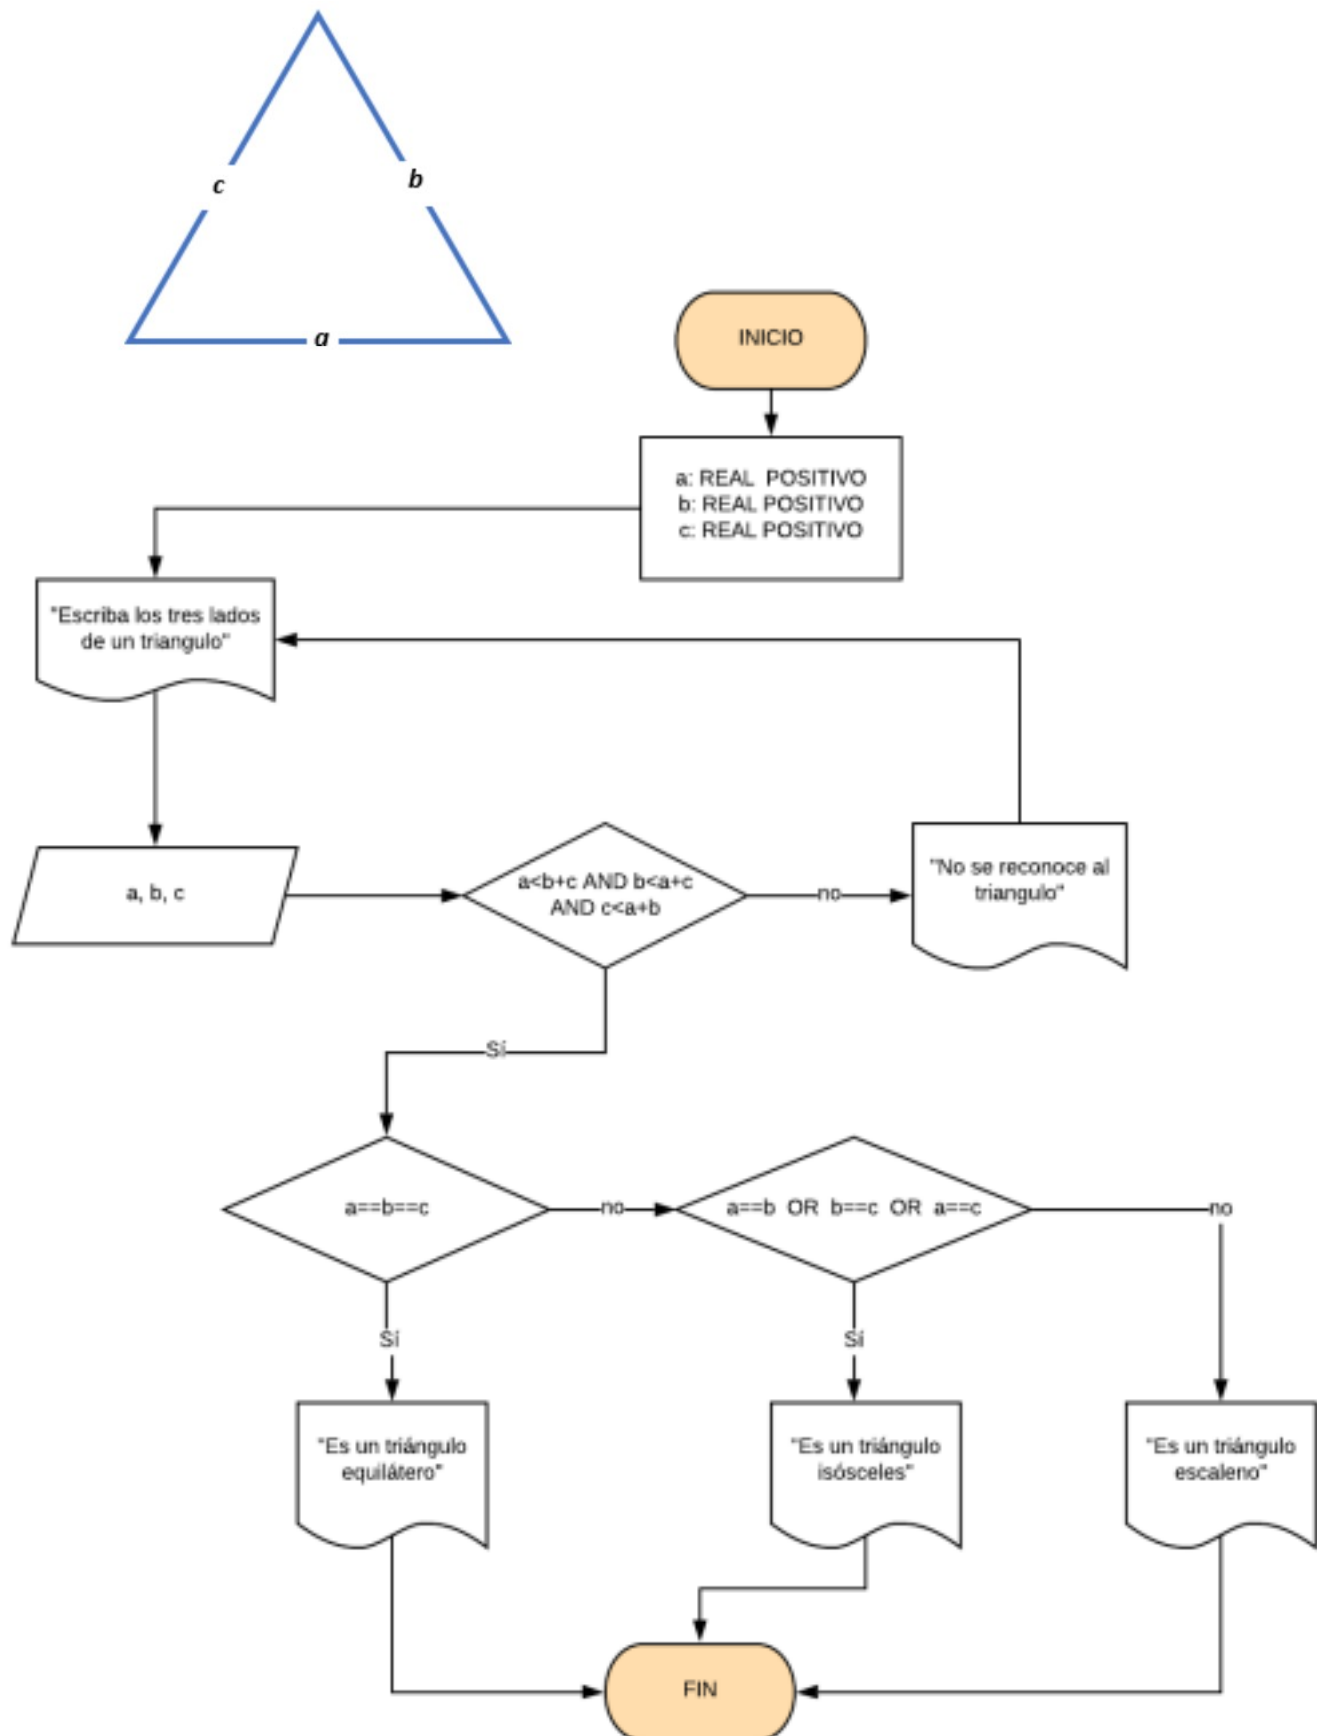 c
b
a
INICIO
a: REAL  POSITIVO
b: REAL POSITIVO
c: REAL POSITIVO
"Escriba los tres lados
de un triangulo"
a, b, c
a<b+c AND b<a+c
AND c<a+b
no
"No se reconoce al
triangulo"
Sí
a==b==c
no
a==b  OR  b==c  OR  a==c
no
Sí
Sí
"Es un triángulo
equilátero"
"Es un triángulo
isósceles"
"Es un triángulo
escaleno"
FIN